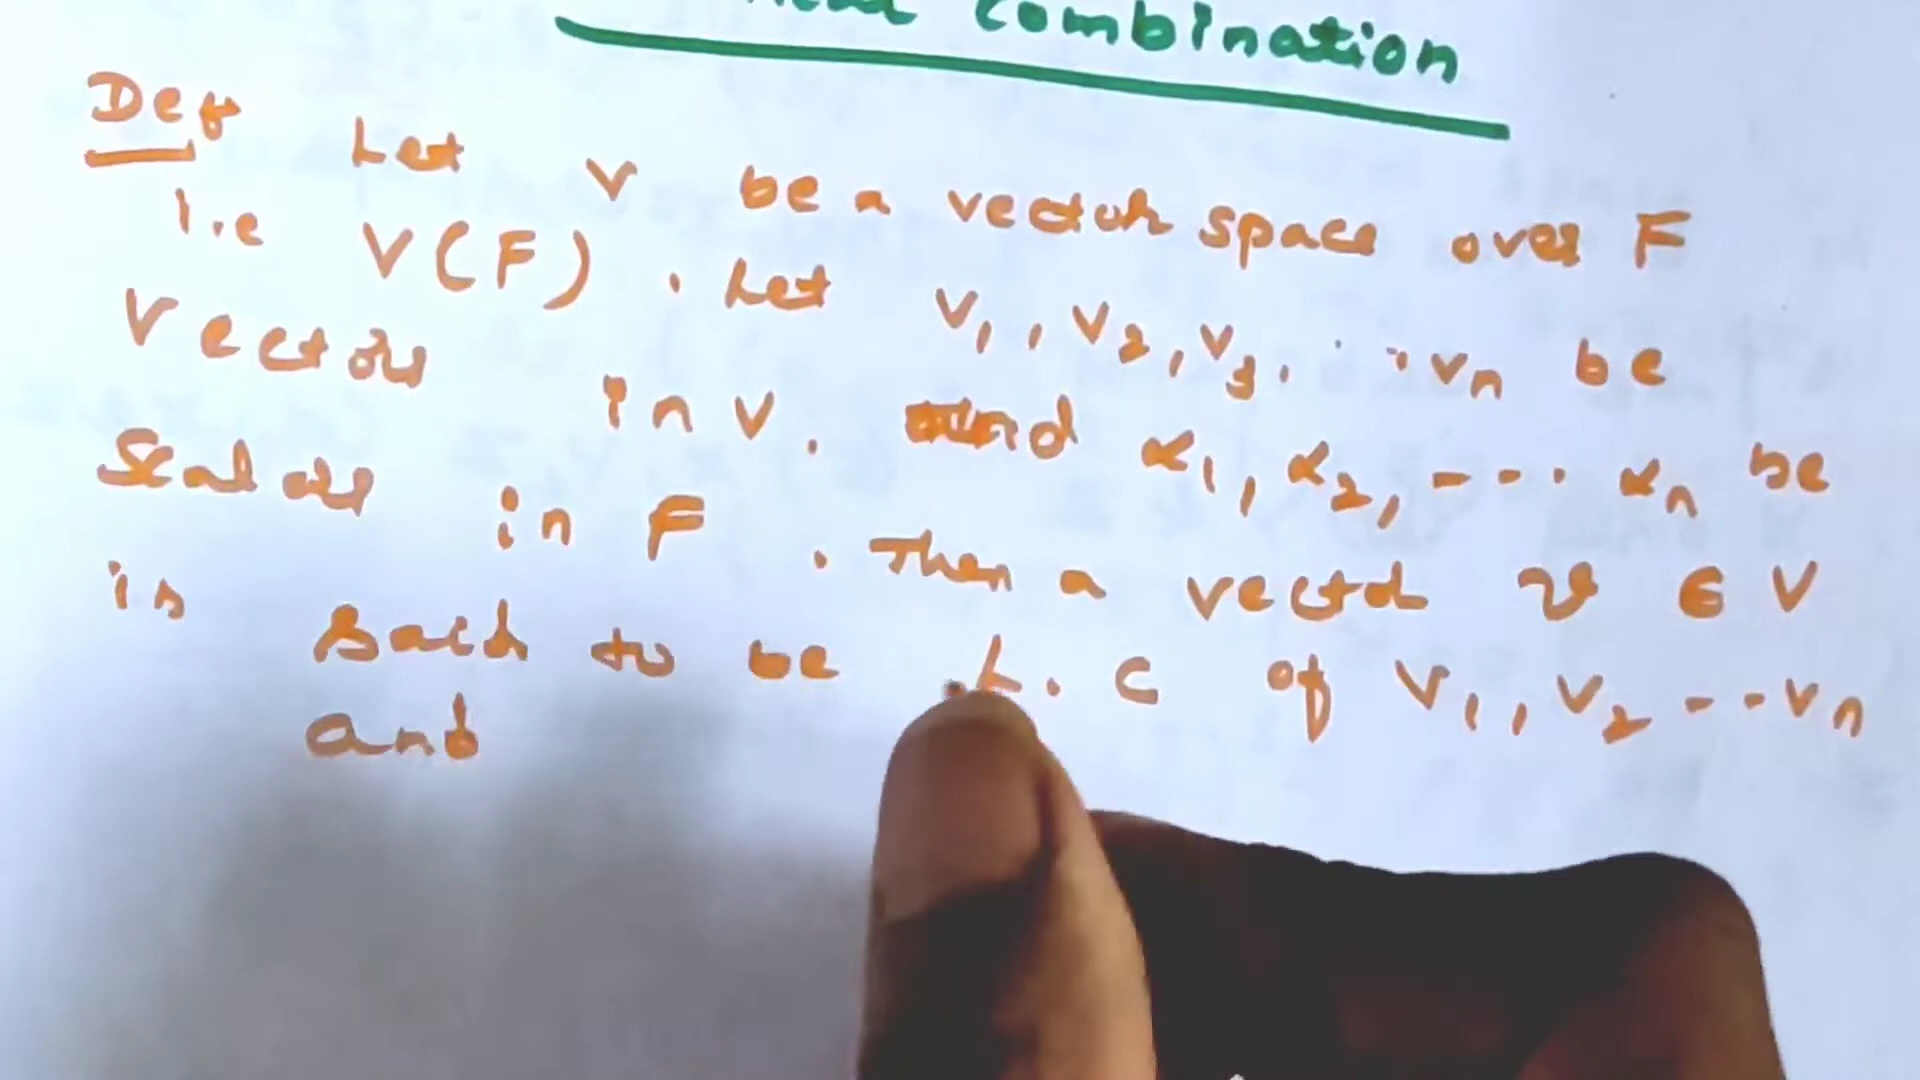 Combination
Def Let V be a vector space over F
i.e V(F). Let V₁, V₂, V₃. . . Vn be
Vectors in V. and α₁, α₂, --.. αn be
Scalars in F. Then a vector v ∈ V
is said to be .L.C of V₁, V₂ --.Vn
and